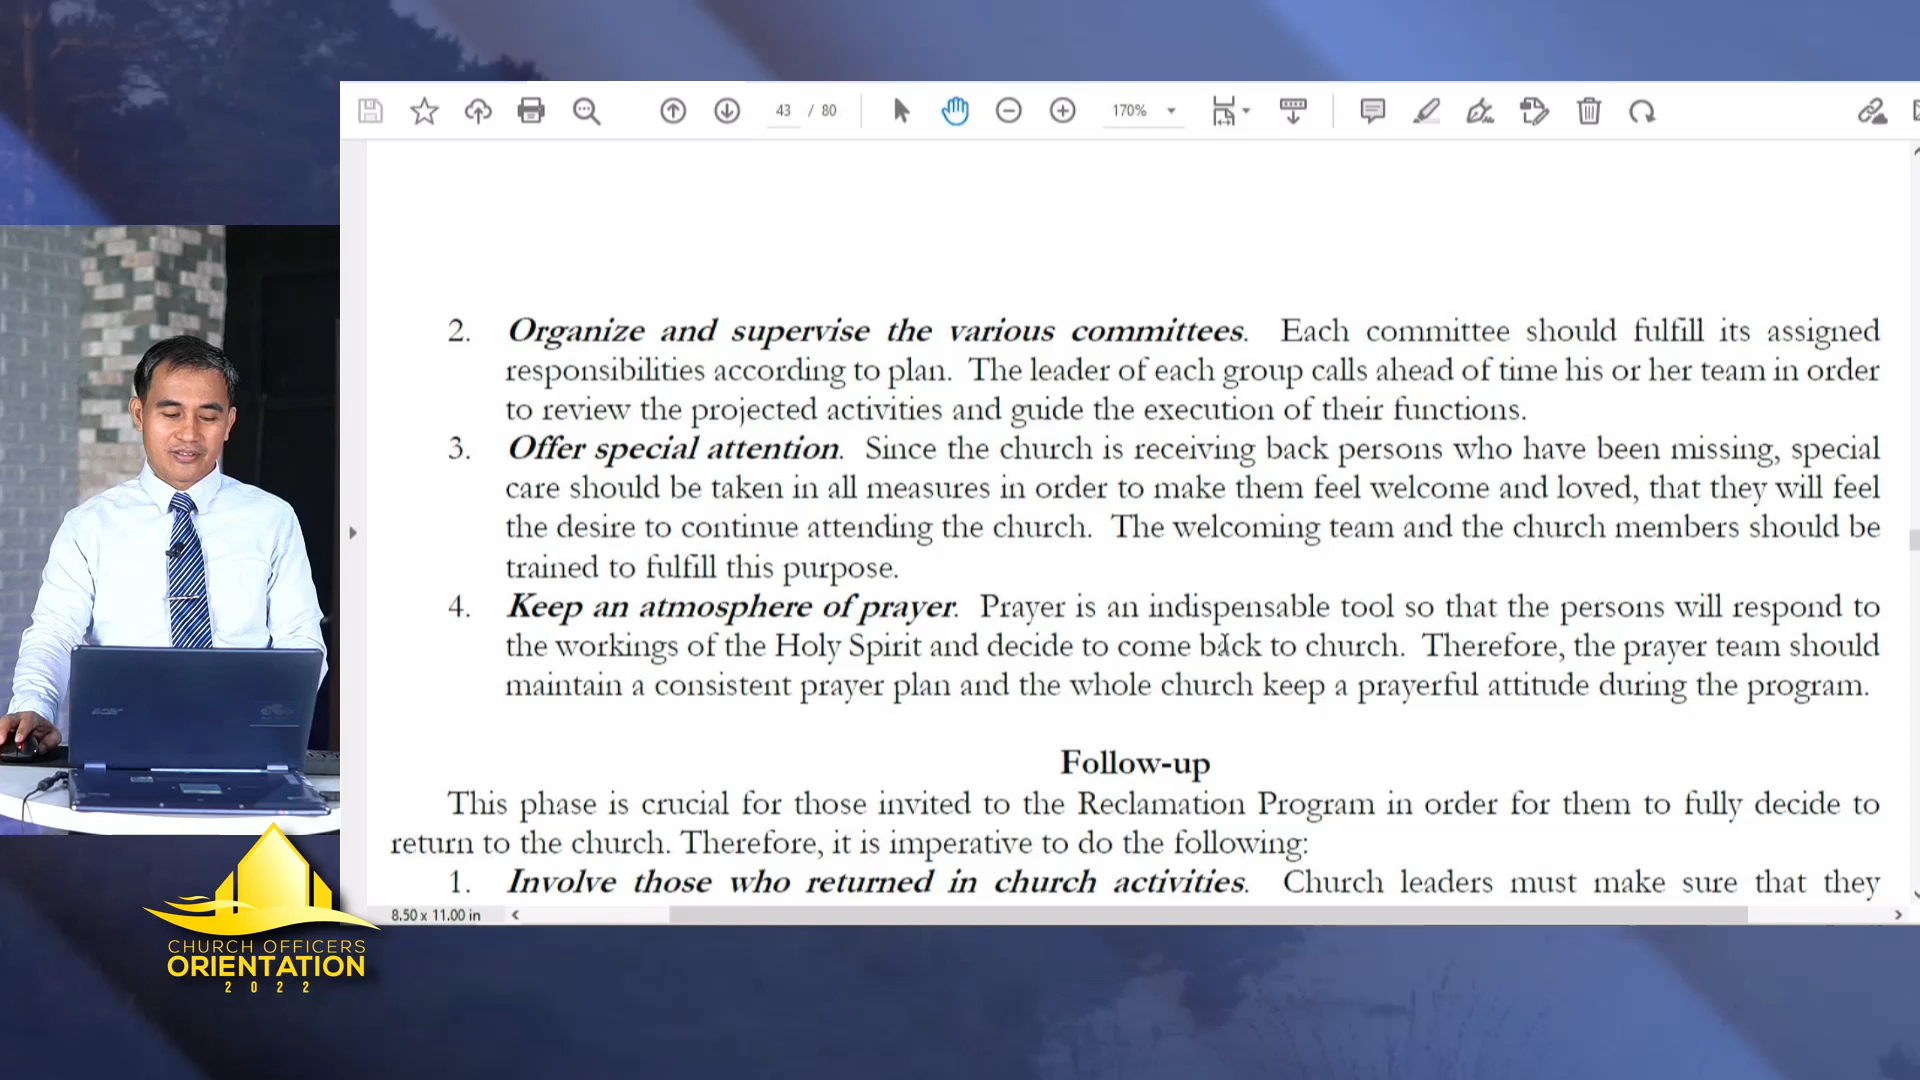 43 / 80
170%
2. Organize and supervise the various committees. Each committee should fulfill its assigned
responsibilities according to plan. The leader of each group calls ahead of time his or her team in order
to review the projected activities and guide the execution of their functions.
3. Offer special attention. Since the church is receiving back persons who have been missing, special
care should be taken in all measures in order to make them feel welcome and loved, that they will feel
the desire to continue attending the church. The welcoming team and the church members should be
trained to fulfill this purpose.
4. Keep an atmosphere of prayer. Prayer is an indispensable tool so that the persons will respond to
the workings of the Holy Spirit and decide to come back to church. Therefore, the prayer team should
maintain a consistent prayer plan and the whole church keep a prayerful attitude during the program.
Follow-up
This phase is crucial for those invited to the Reclamation Program in order for them to fully decide to
return to the church. Therefore, it is imperative to do the following:
1. Involve those who returned in church activities. Church leaders must make sure that they
8.50 x 11.00 in
CHURCH OFFICERS
ORIENTATION
2022